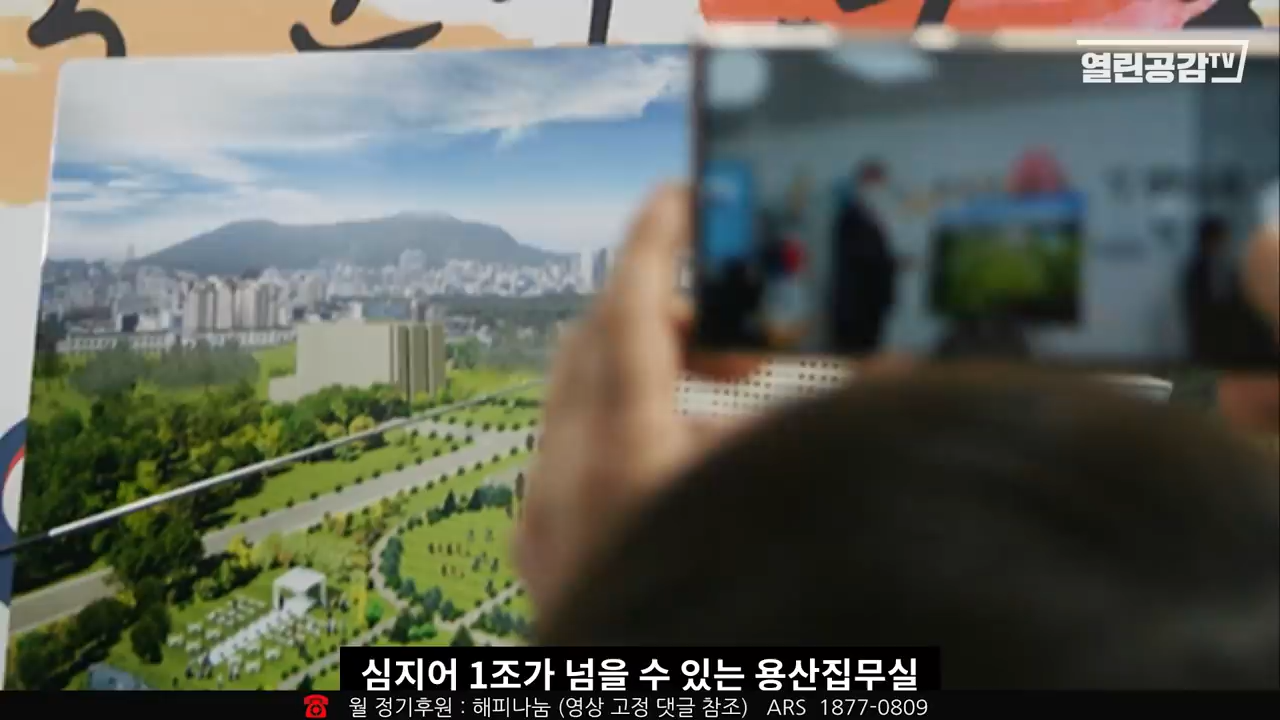 열린공감TV
심지어 1조가 넘을 수 있는 용산집무실
월 정기후원 : 해피나눔 (영상 고정 댓글 참조) ARS 1877-0809